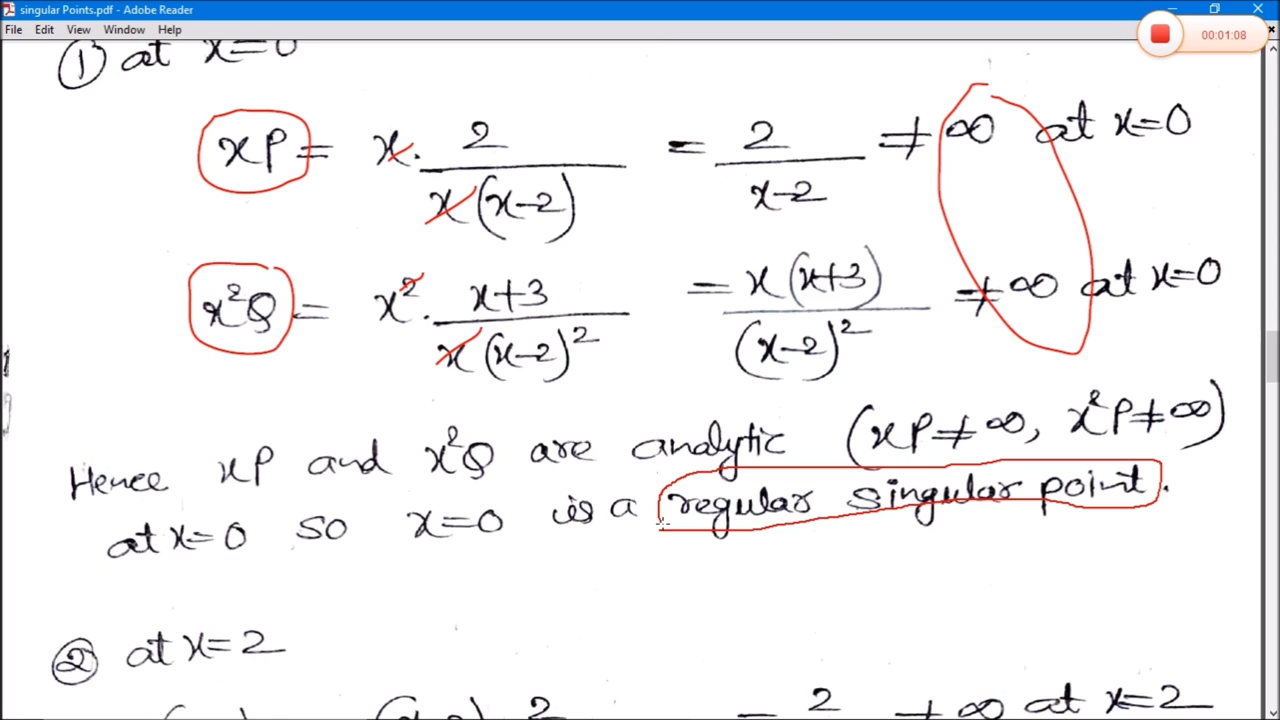 singular Points.pdf - Adobe Reader
File Edit View Window Help
00:01:08
① at x=0
xP = x. 2/(x(x-2)) = 2/(x-2) ≠ ∞ at x=0
x²Q = x². (x+3)/(x(x-2)²) = x(x+3)/(x-2)² ≠ ∞ at x=0
Hence xP and x²Q are analytic (xP≠∞, x²P≠∞)
at x=0 so x=0 is a regular singular point.
② at x=2
2 = 2 ≠ ∞ at x=2